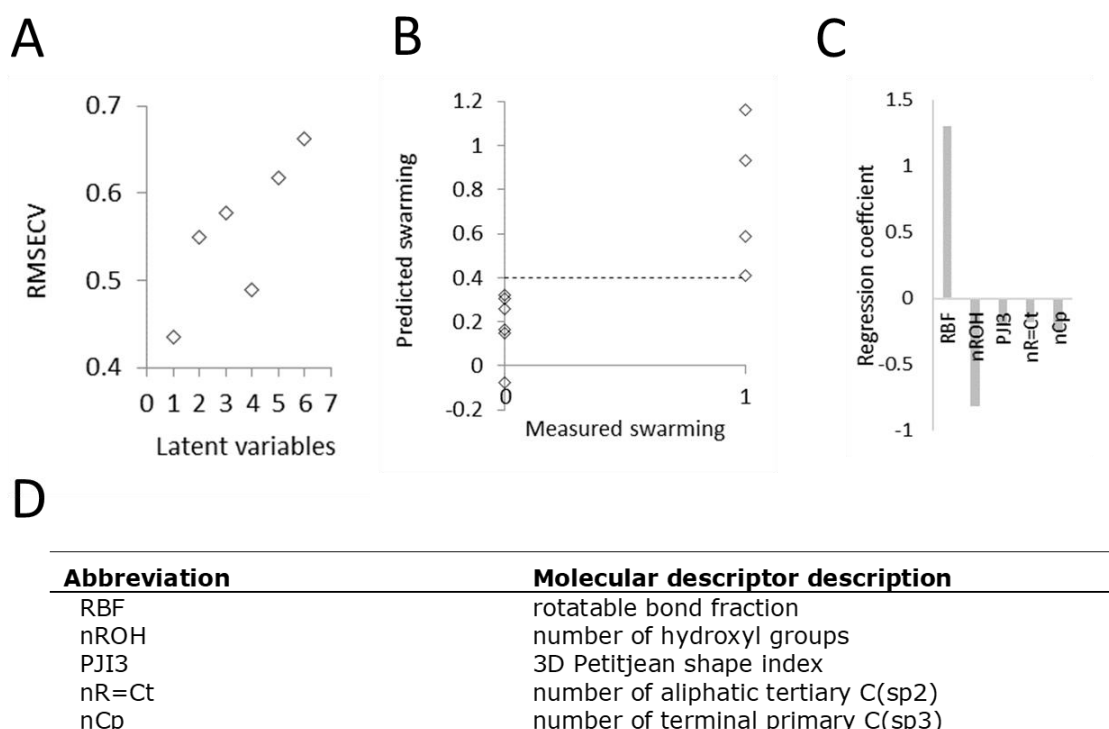 A
0.7
0.6
0.5
0.4
RMSECV
0 1 2 3 4 5 6 7
Latent variables
B
1.2
1
0.8
0.6
0.4
0.2
0
-0.2
Predicted swarming
0 1
Measured swarming
C
1.5
1
0.5
0
-0.5
-1
Regression coeffcient
RBF
nROH
PJI3
nR=Ct
nCp
D
Abbreviation Molecular descriptor description
RBF rotatable bond fraction
nROH number of hydroxyl groups
PJI3 3D Petitjean shape index
nR=Ct number of aliphatic tertiary C(sp2)
nCp number of terminal primary C(sp3)